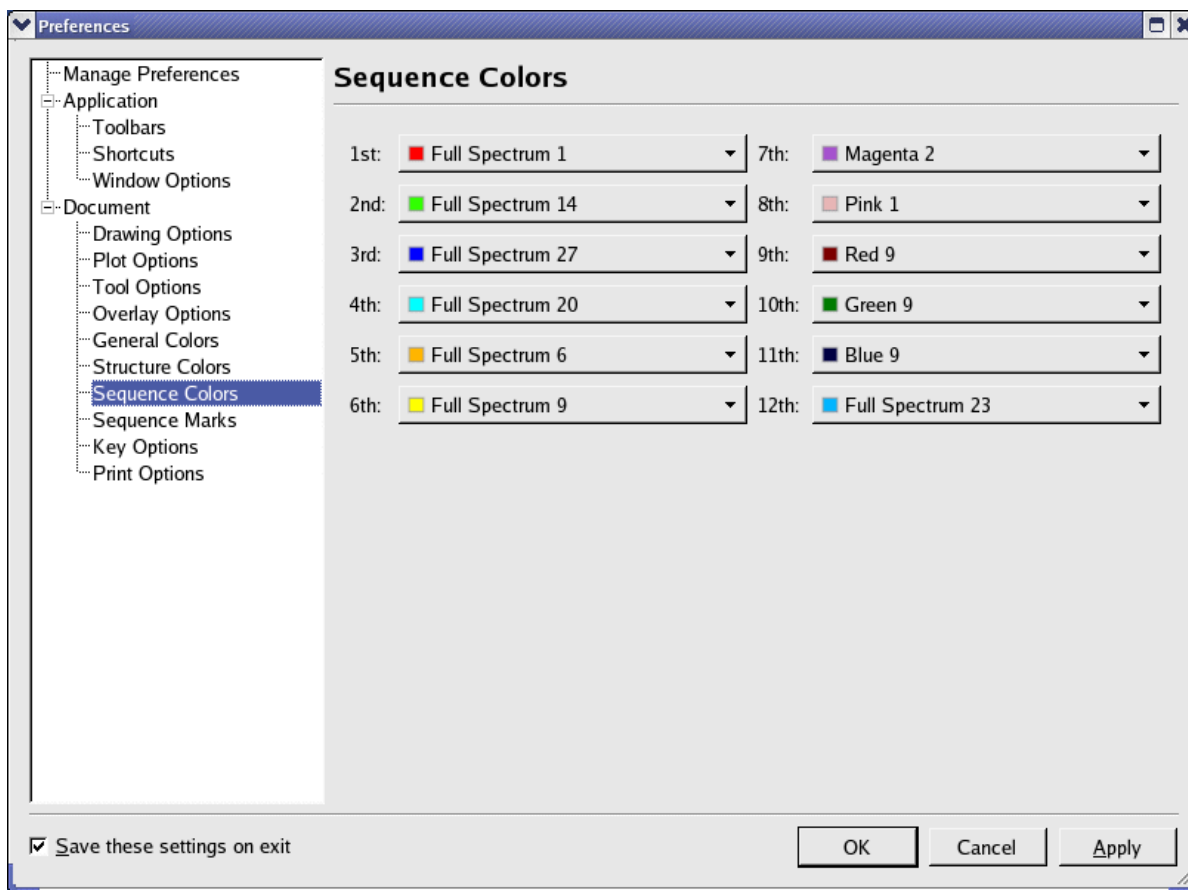 Preferences
Manage Preferences
Application
Toolbars
Shortcuts
Window Options
Document
Drawing Options
Plot Options
Tool Options
Overlay Options
General Colors
Structure Colors
Sequence Colors
Sequence Marks
Key Options
Print Options
Sequence Colors
1st: Full Spectrum 1
2nd: Full Spectrum 14
3rd: Full Spectrum 27
4th: Full Spectrum 20
5th: Full Spectrum 6
6th: Full Spectrum 9
7th: Magenta 2
8th: Pink 1
9th: Red 9
10th: Green 9
11th: Blue 9
12th: Full Spectrum 23
Save these settings on exit
OK Cancel Apply